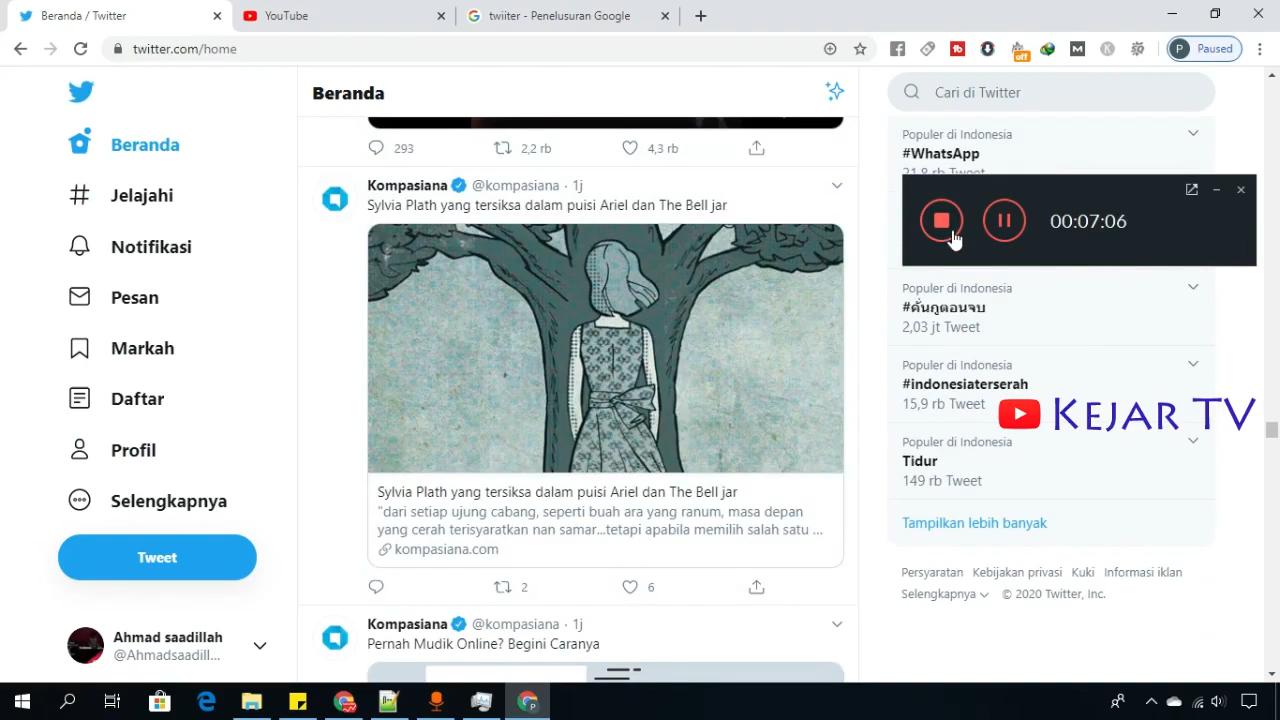 Beranda / Twitter
YouTube
twiiter - Penelusuran Google
twitter.com/home
off
M
K
P
Paused
Beranda
Jelajahi
Notifikasi
Pesan
Markah
Daftar
Profil
Selengkapnya
Tweet
Ahmad saadillah
@Ahmadsaadill...
Beranda
293
2,2 rb
4,3 rb
Kompasiana @kompasiana · 1j
Sylvia Plath yang tersiksa dalam puisi Ariel dan The Bell jar
Sylvia Plath yang tersiksa dalam puisi Ariel dan The Bell jar
"dari setiap ujung cabang, seperti buah ara yang ranum, masa depan
yang cerah terisyaratkan nan samar...tetapi apabila memilih salah satu ...
kompasiana.com
2
6
Kompasiana @kompasiana · 1j
Pernah Mudik Online? Begini Caranya
Cari di Twitter
Populer di Indonesia
#WhatsApp
21,8 rb Tweet
00:07:06
Populer di Indonesia
#คั่นกูตอนจบ
2,03 jt Tweet
Populer di Indonesia
#indonesiaterserah
15,9 rb Tweet
KEJAR TV
Populer di Indonesia
Tidur
149 rb Tweet
Tampilkan lebih banyak
Persyaratan Kebijakan privasi Kuki Informasi iklan
Selengkapnya © 2020 Twitter, Inc.